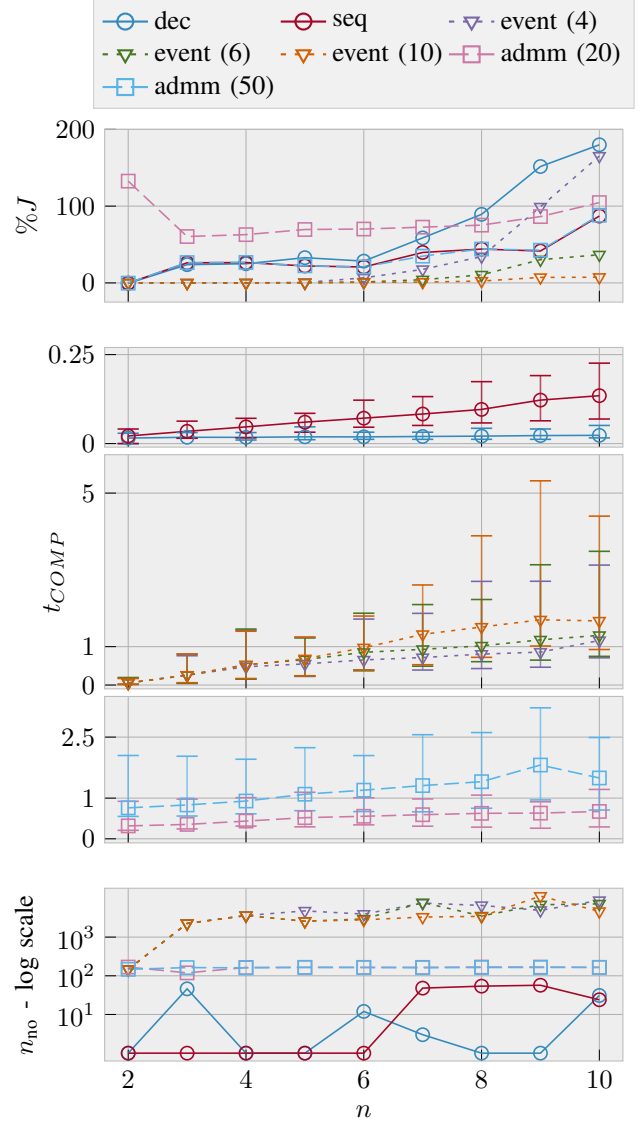 dec seq event (4)
event (6) event (10) admm (20)
admm (50)
200
100
0
%J
0.25
0
5
1
0
t_COMP
2.5
1
0
10^3
10^2
10^1
n_no - log scale
2 4 6 8 10
n